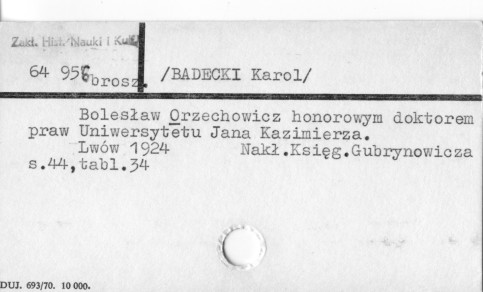 Zakł. Hist. Nauki i Kult.
64 956 brosz. /BADECKI Karol/
Bolesław Orzechowicz honorowym doktorem
praw Uniwersytetu Jana Kazimierza.
Lwów 1924 Nakł.Księg.Gubrynowicza
s.44,tabl.34
DUJ. 693/70. 10 000.